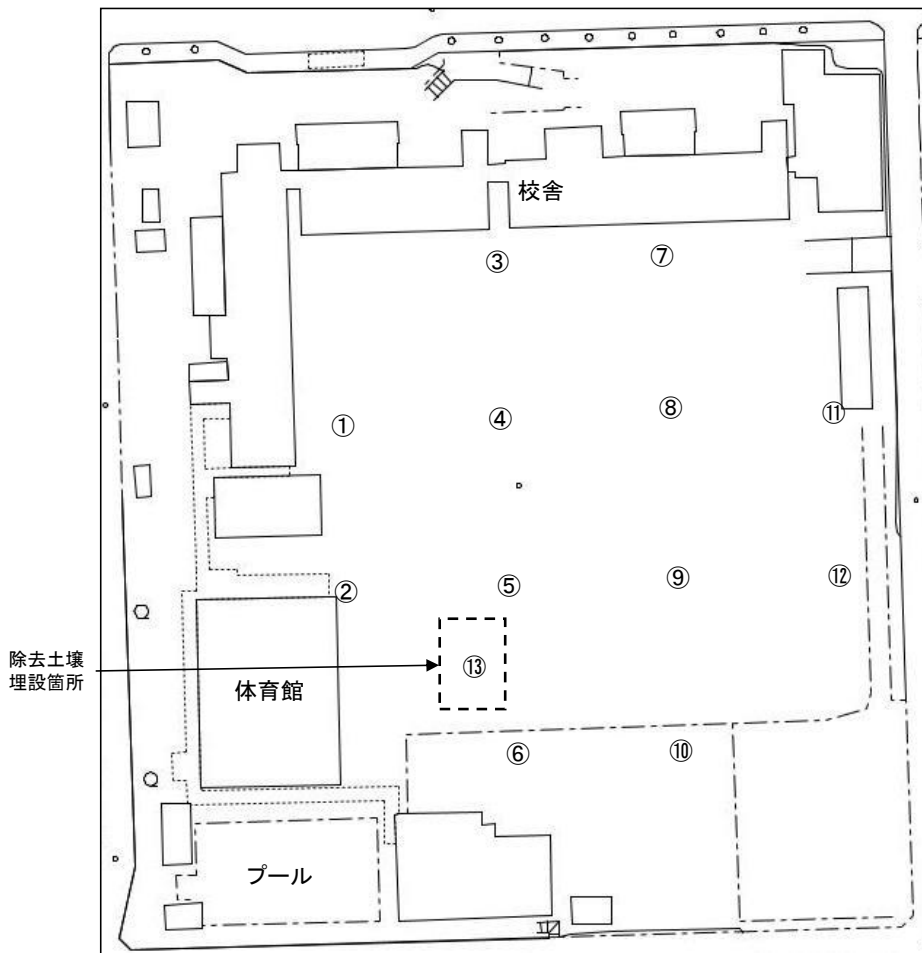 校舎
③
⑦
①
④
⑧
⑪
②
⑤
⑨
⑫
除去土壌
埋設箇所
⑬
体育館
⑥
⑩
プール